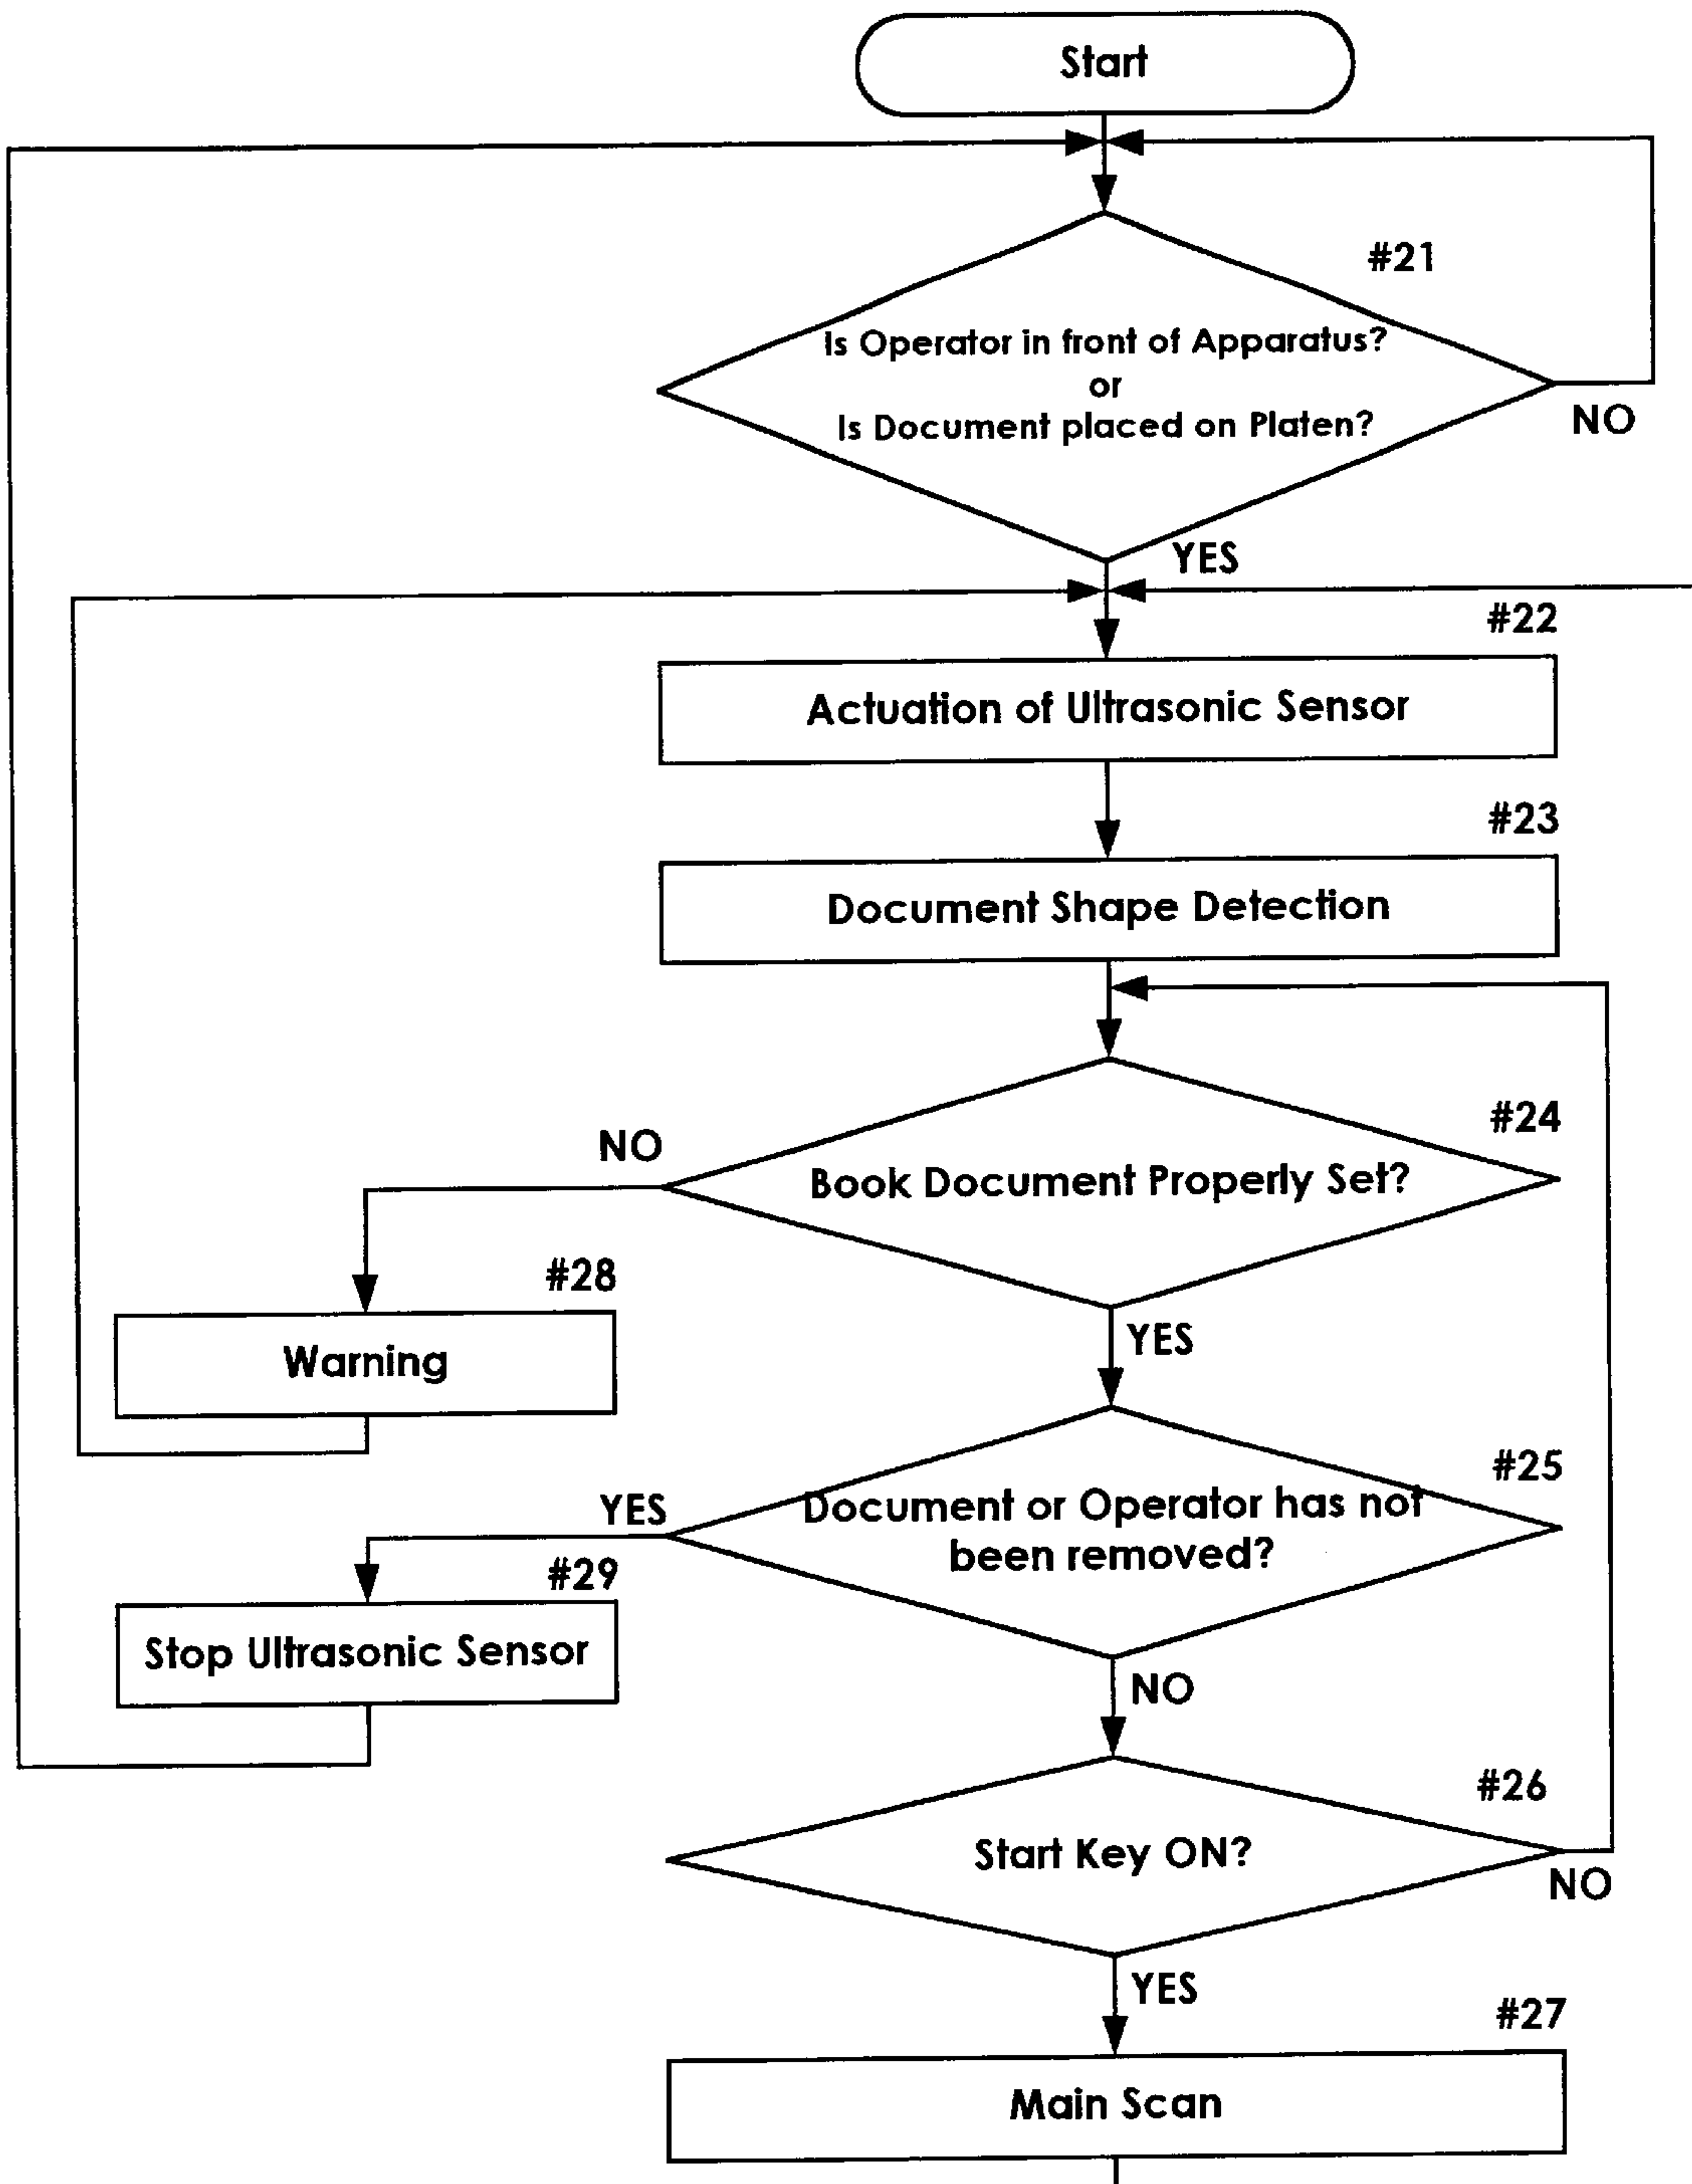 Start
#21
Is Operator in front of Apparatus?
or
Is Document placed on Platen?
NO
YES
#22
Actuation of Ultrasonic Sensor
#23
Document Shape Detection
#24
NO
Book Document Properly Set?
#28
YES
Warning
#25
YES
Document or Operator has not
been removed?
#29
Stop Ultrasonic Sensor
NO
#26
Start Key ON?
NO
YES
#27
Main Scan